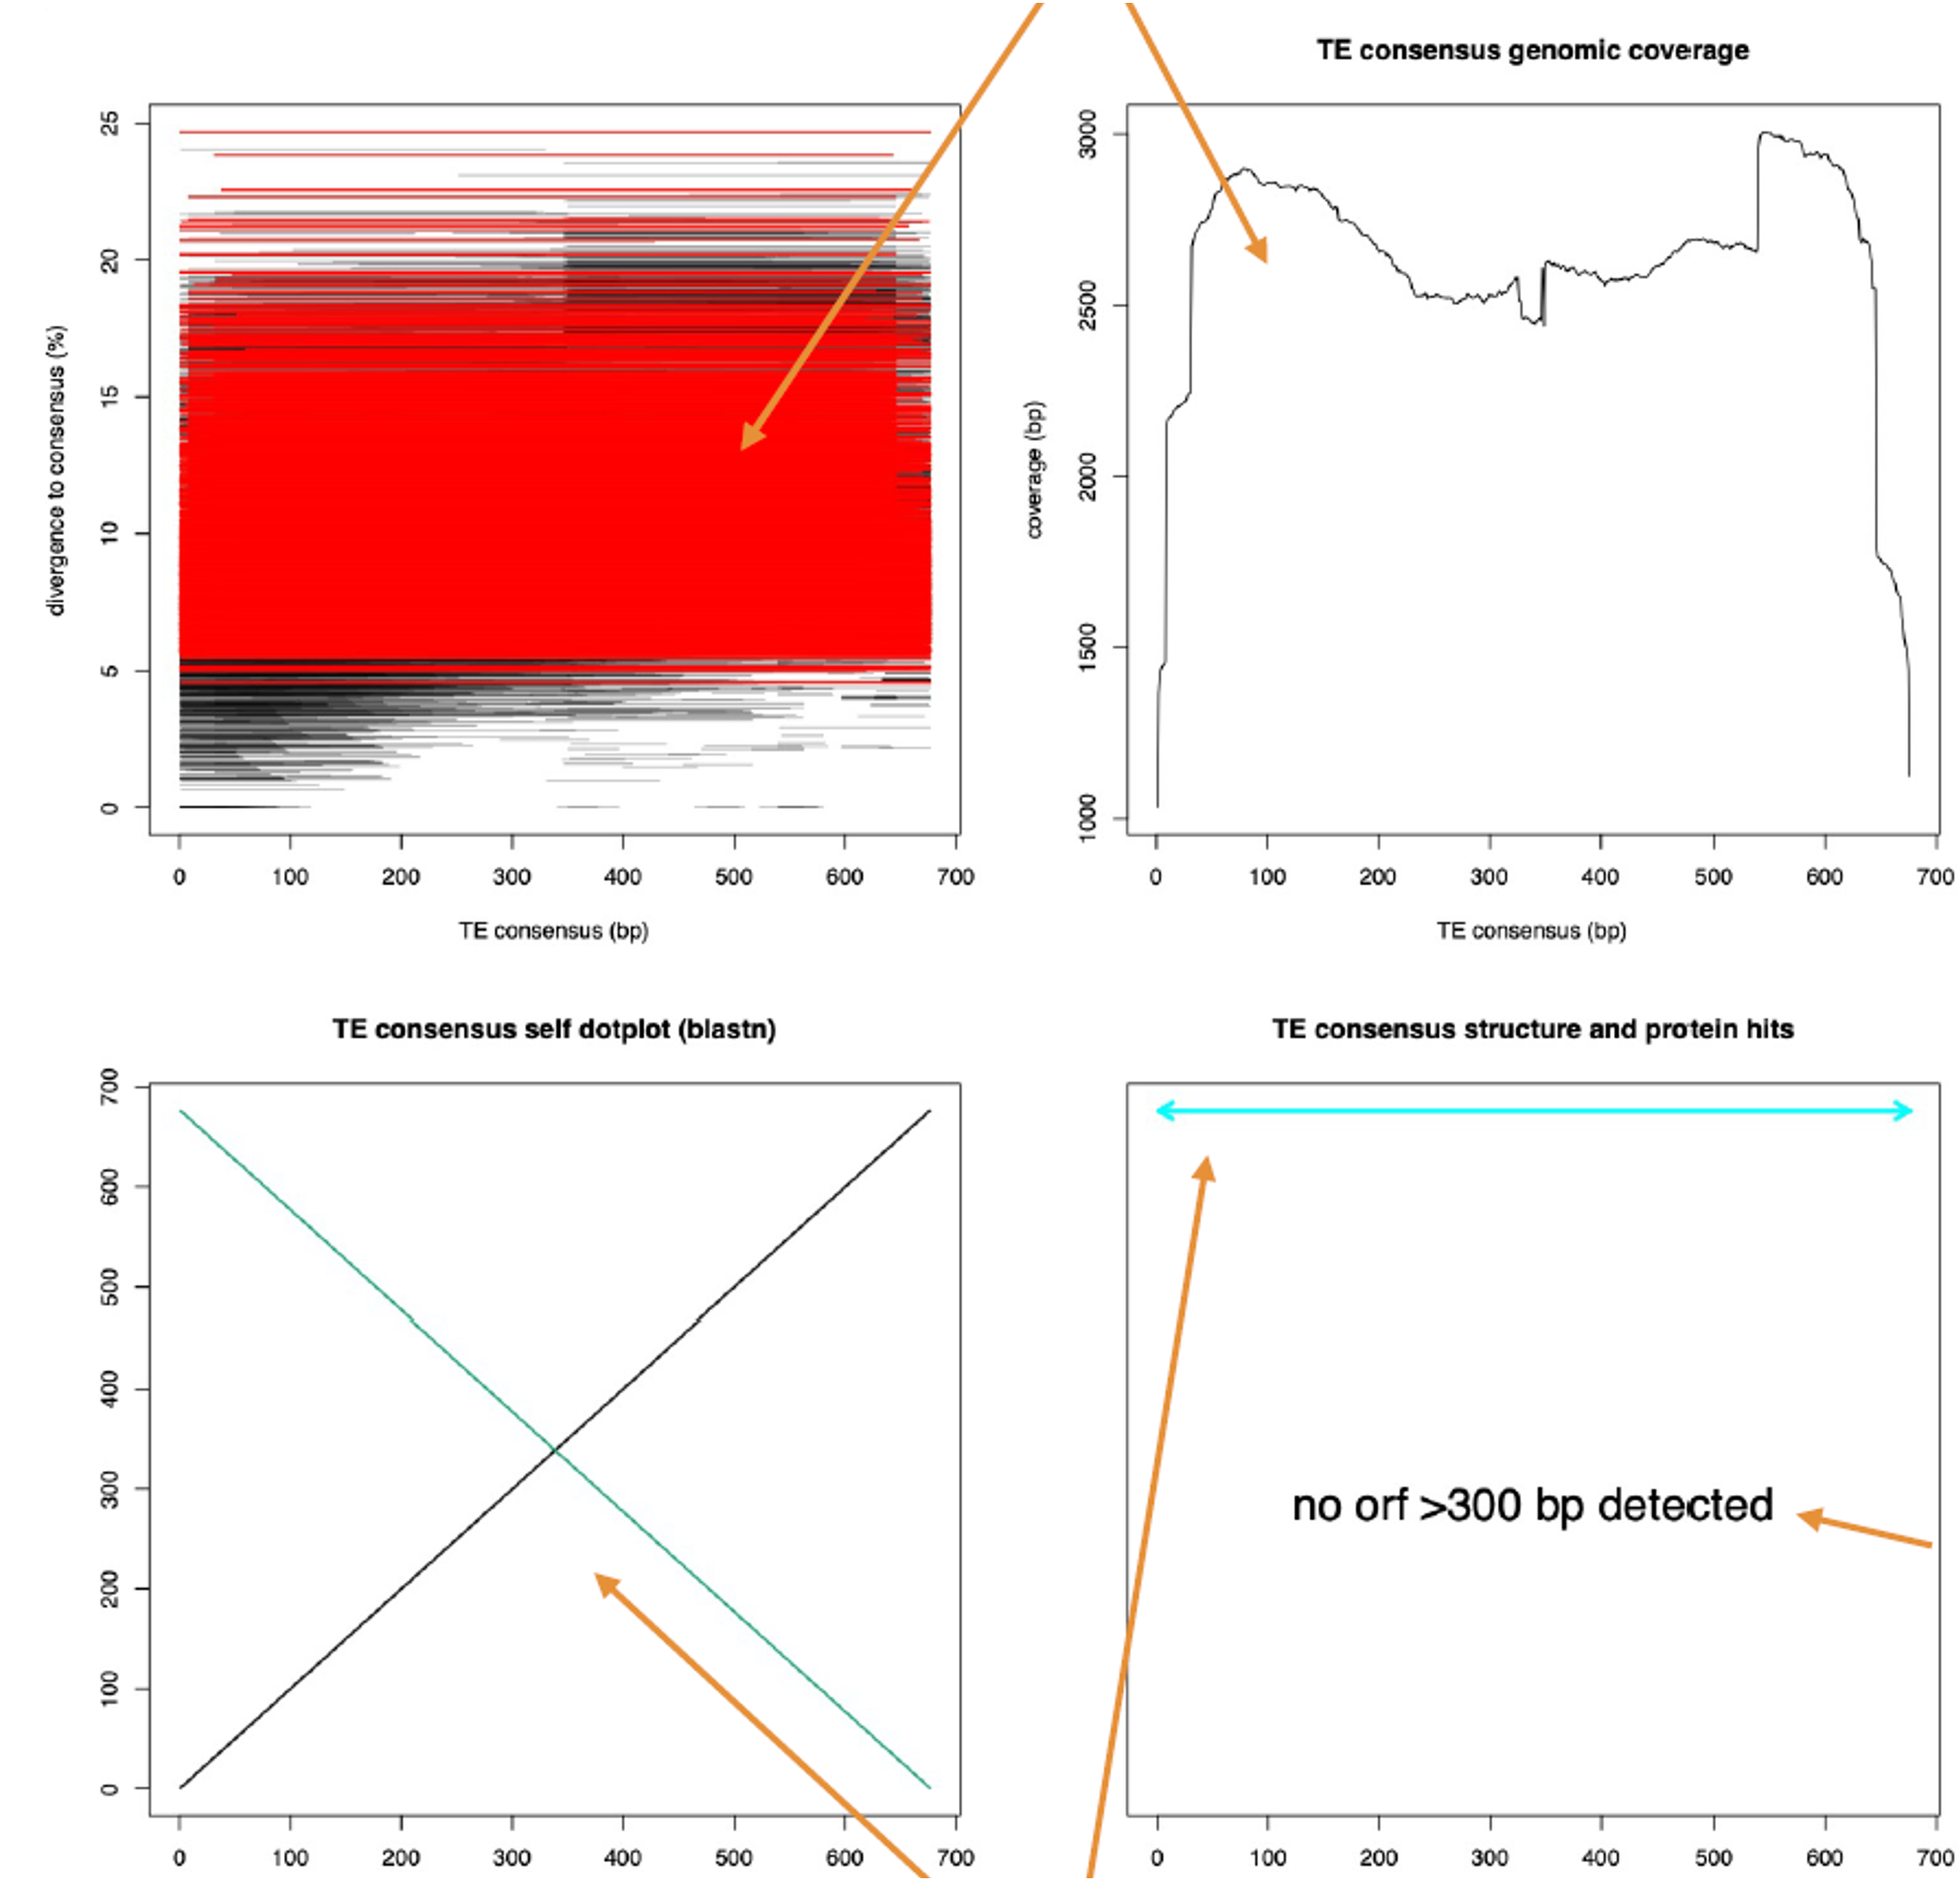 TE consensus genomic coverage
divergence to consensus (%)
0
5
10
15
20
25
0 100 200 300 400 500 600 700
TE consensus (bp)
coverage (bp)
1000
1500
2000
2500
3000
0 100 200 300 400 500 600 700
TE consensus (bp)
TE consensus self dotplot (blastn)
0
100
200
300
400
500
600
700
0 100 200 300 400 500 600 700
TE consensus structure and protein hits
no orf >300 bp detected
0 100 200 300 400 500 600 700